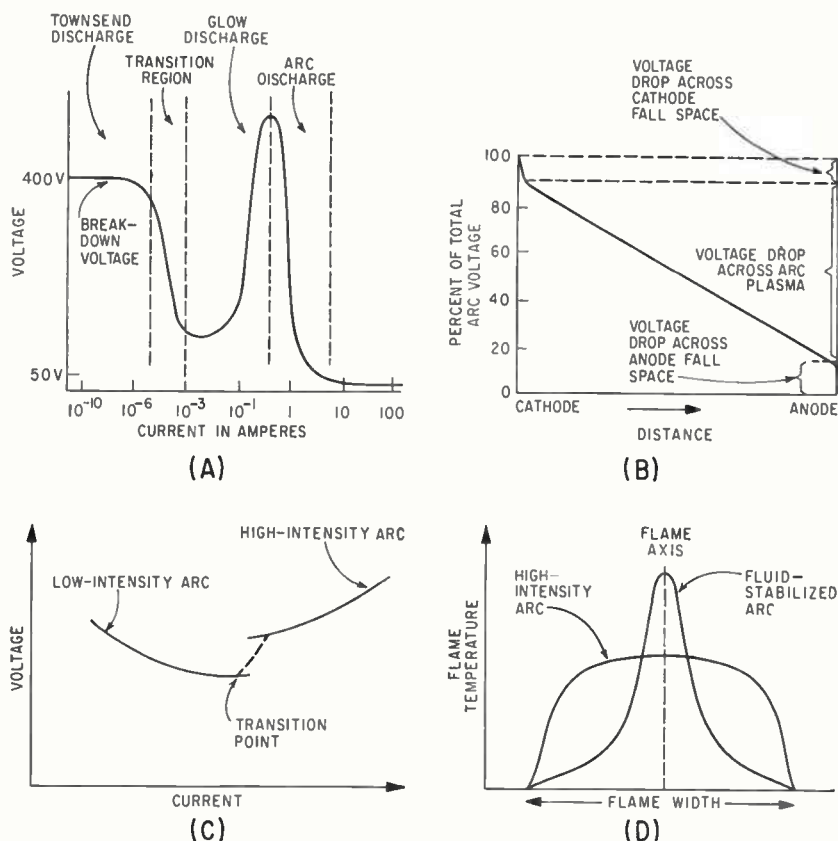 TOWNSEND
DISCHARGE
TRANSITION
REGION
GLOW
DISCHARGE
ARC
OISCHARGE
400V
BREAK-
DOWN
VOLTAGE
50V
VOLTAGE
10-10 10-6 10-3 10-1 1 10 100
CURRENT IN AMPERES
(A)
VOLTAGE
DROP ACROSS
CATHODE
FALL SPACE
100
80
60
40
20
0
PERCENT OF TOTAL
ARC VOLTAGE
VOLTAGE DROP
ACROSS ARC
PLASMA
VOLTAGE
DROP ACROSS
ANODE FALL
SPACE
CATHODE ANODE
DISTANCE
(B)
HIGH-INTENSITY ARC
LOW-INTENSITY ARC
VOLTAGE
TRANSITION
POINT
CURRENT
(C)
FLAME
AXIS
HIGH-
INTENSITY
ARC
FLUID-
STABILIZED
ARC
FLAME
TEMPERATURE
FLAME WIDTH
(D)